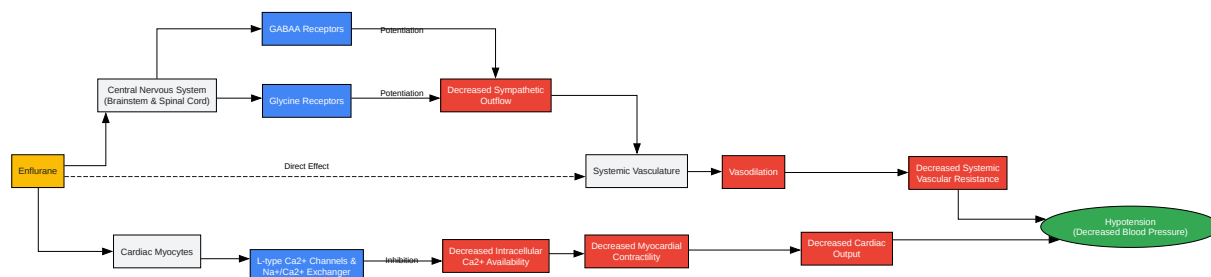 GABAA Receptors
Potentiation
Central Nervous System
(Brainstem & Spinal Cord)
Glycine Receptors
Potentiation
Decreased Sympathetic
Outflow
Enflurane
Direct Effect
Systemic Vasculature
Vasodilation
Decreased Systemic
Vascular Resistance
Hypotension
(Decreased Blood Pressure)
Cardiac Myocytes
L-type Ca2+ Channels &
Na+/Ca2+ Exchanger
Inhibition
Decreased Intracellular
Ca2+ Availability
Decreased Myocardial
Contractility
Decreased Cardiac
Output